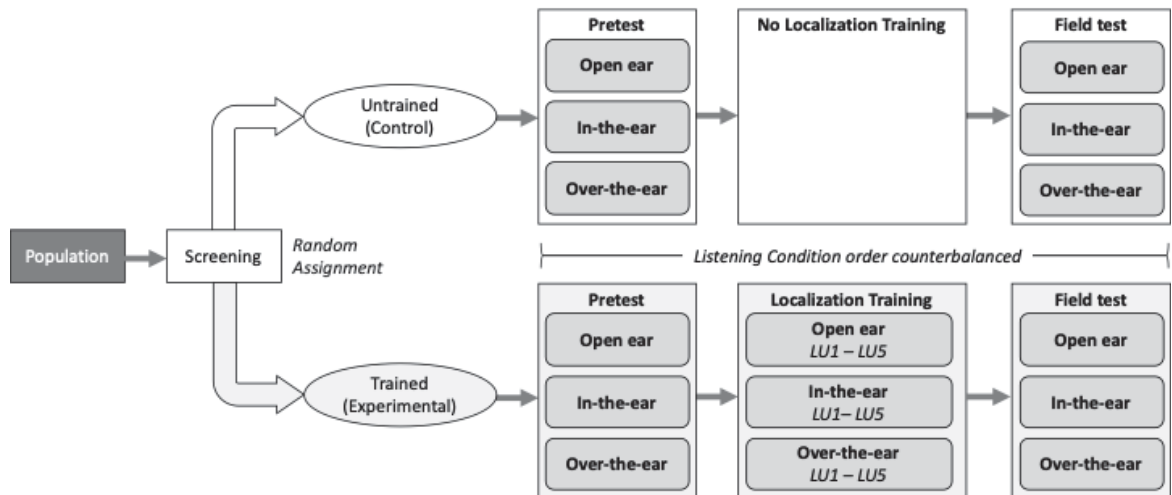 Pretest
No Localization Training
Field test
Open ear
Open ear
Untrained
(Control)
In-the-ear
In-the-ear
Over-the-ear
Over-the-ear
Population
Screening
Random
Assignment
Listening Condition order counterbalanced
Pretest
Localization Training
Field test
Open ear
Open ear
LU1 – LU5
Open ear
Trained
(Experimental)
In-the-ear
In-the-ear
LU1– LU5
In-the-ear
Over-the-ear
Over-the-ear
LU1 – LU5
Over-the-ear